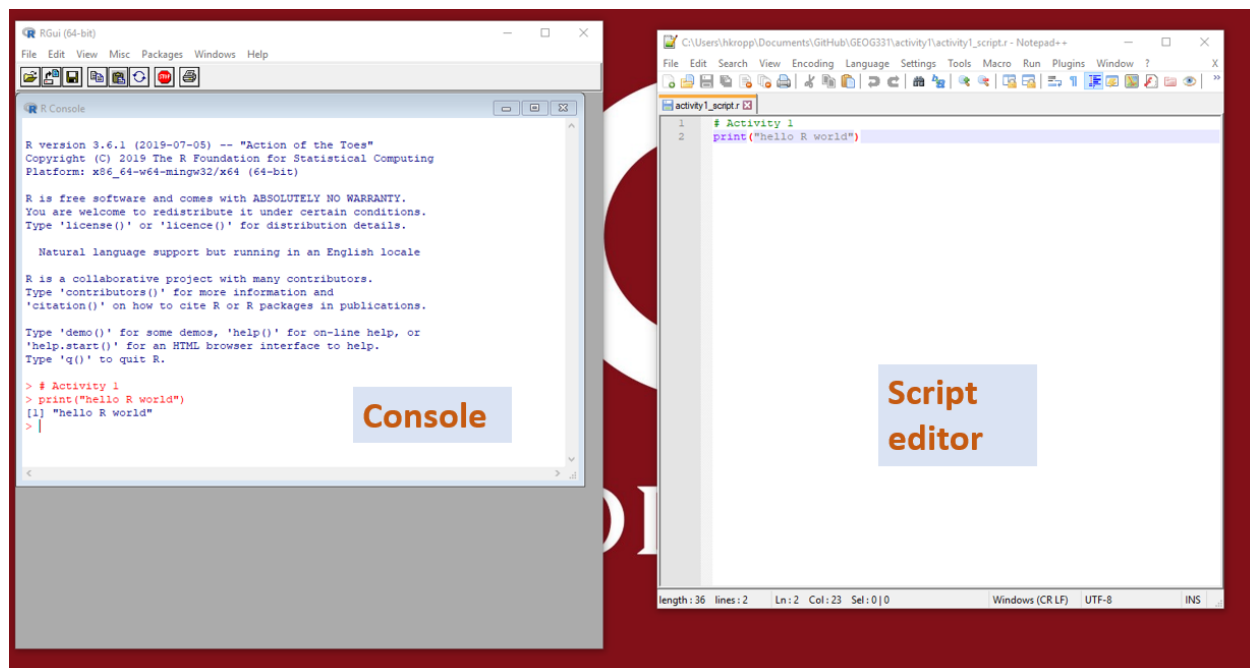 RGui (64-bit)
File Edit View Misc Packages Windows Help
STOP
R Console
R version 3.6.1 (2019-07-05) -- "Action of the Toes"
Copyright (C) 2019 The R Foundation for Statistical Computing
Platform: x86_64-w64-mingw32/x64 (64-bit)
R is free software and comes with ABSOLUTELY NO WARRANTY.
You are welcome to redistribute it under certain conditions.
Type 'license()' or 'licence()' for distribution details.
Natural language support but running in an English locale
R is a collaborative project with many contributors.
Type 'contributors()' for more information and
'citation()' on how to cite R or R packages in publications.
Type 'demo()' for some demos, 'help()' for on-line help, or
'help.start()' for an HTML browser interface to help.
Type 'q()' to quit R.
> # Activity 1
> print("hello R world")
[1] "hello R world"
>
Console
C:\Users\hkropp\Documents\GitHub\GEOG331\activity1\activity1_script.r - Notepad++
File Edit Search View Encoding Language Settings Tools Macro Run Plugins Window ? X
activity1_script.r
1 # Activity 1
2 print("hello R world")
Script
editor
length : 36 lines : 2 Ln : 2 Col : 23 Sel : 0 | 0 Windows (CR LF) UTF-8 INS